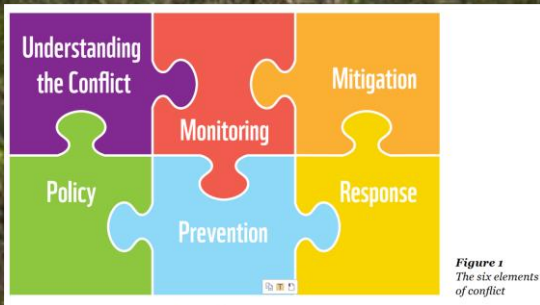 Understanding
the Conflict
Monitoring
Mitigation
Policy
Prevention
Response
Figure 1
The six elements
of conflict